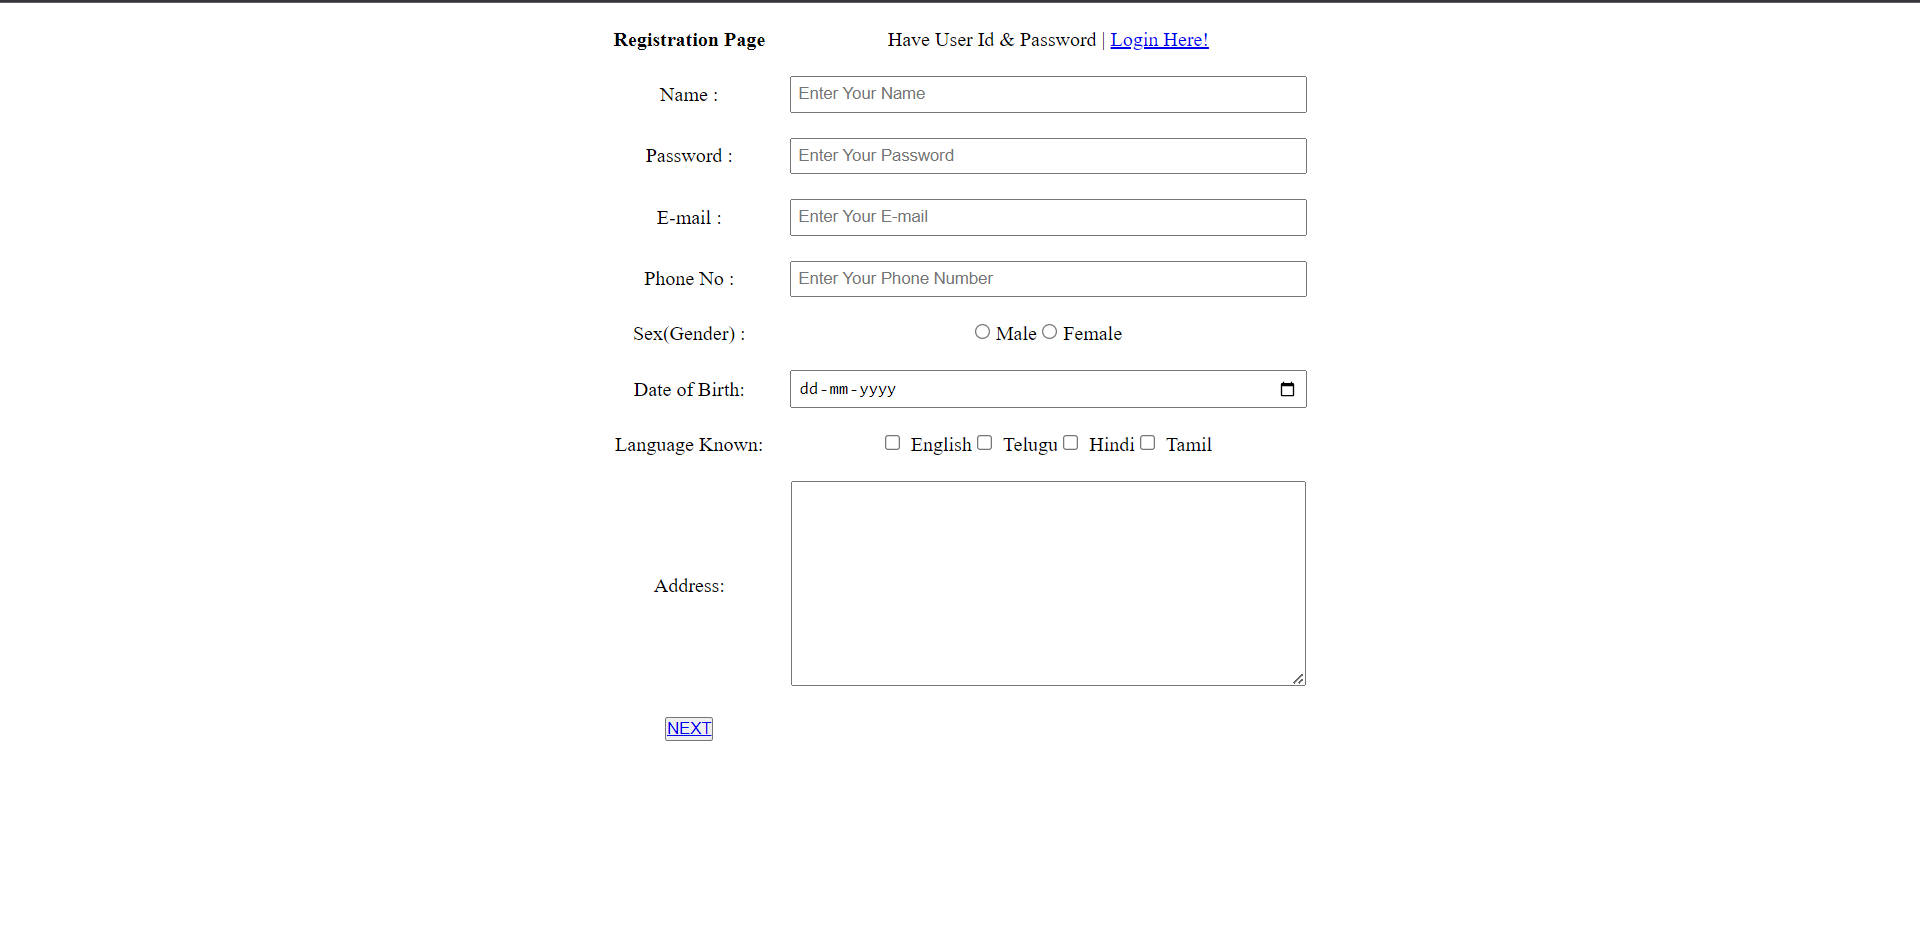 Registration Page Have User Id & Password | Login Here!
Name : Enter Your Name
Password : Enter Your Password
E-mail : Enter Your E-mail
Phone No : Enter Your Phone Number
Sex(Gender) : Male Female
Date of Birth: dd-mm-yyyy
Language Known: English Telugu Hindi Tamil
Address:
NEXT